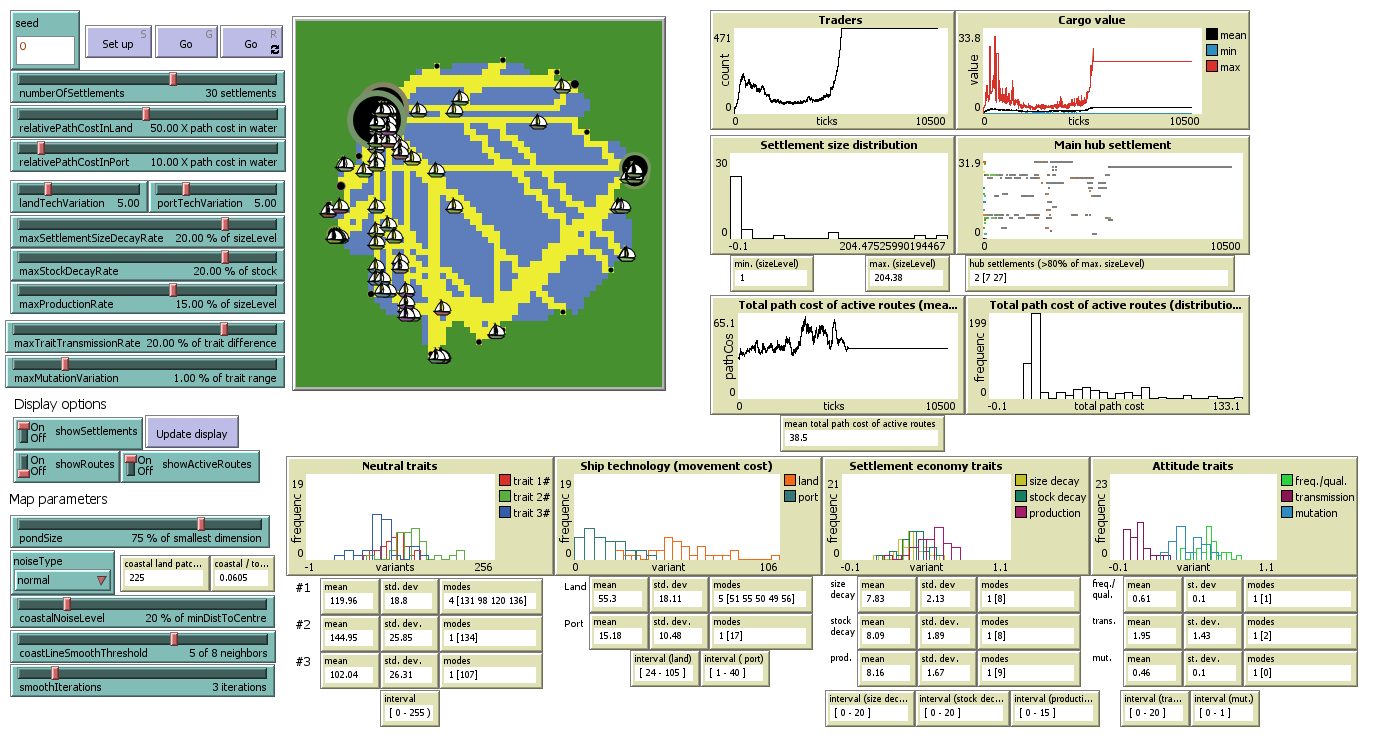 seed
0
S
Set up
G
Go
R
Go
numberOfSettlements 30 settlements
relativePathCostInLand 50.00 X path cost in water
relativePathCostInPort 10.00 X path cost in water
landTechVariation 5.00
portTechVariation 5.00
maxSettlementSizeDecayRate 20.00 % of sizeLevel
maxStockDecayRate 20.00 % of stock
maxProductionRate 15.00 % of sizeLevel
maxTraitTransmissionRate 20.00 % of trait difference
maxMutationVariation 1.00 % of trait range
Display options
On
Off
showSettlements
Update display
On
Off
showRoutes
On
Off
showActiveRoutes
Map parameters
pondSize 75 % of smallest dimension
noiseType
normal
coastal land patc...
225
coastal / to...
0.0605
coastalNoiseLevel 20 % of minDistToCentre
coastLineSmoothThreshold 5 of 8 neighbors
smoothIterations 3 iterations
Traders
471
count
0
0 ticks 10500
Cargo value
33.8
value
0
0 ticks 10500
mean
min
max
Settlement size distribution
30
0
-0.1 204.47525990194467
Main hub settlement
31.9
0
0 10500
min. (sizeLevel)
1
max. (sizeLevel)
204.38
hub settlements (>80% of max. sizeLevel)
2 [7 27]
Total path cost of active routes (mea...
65.1
pathCos
0
0 ticks 10500
Total path cost of active routes (distributio...
199
frequenc
0
-0.1 total path cost 133.1
mean total path cost of active routes
38.5
Neutral traits
19
frequenc
0
-1 variants 256
trait 1#
trait 2#
trait 3#
Ship technology (movement cost)
19
frequenc
0
0 variant 106
land
port
Settlement economy traits
21
frequenc
0
-0.1 variant 1.1
size decay
stock decay
production
Attitude traits
23
frequenc
0
-0.1 variant 1.1
freq./qual.
transmission
mutation
#1
mean
119.96
std. dev.
18.8
modes
4 [131 98 120 136]
#2
mean
144.95
std. dev.
25.85
modes
1 [134]
#3
mean
102.04
std. dev.
26.31
modes
1 [107]
interval
[ 0 - 255 )
Land
mean
55.3
std. dev
18.11
modes
5 [51 55 50 49 56]
Port
mean
15.18
std. dev
10.48
modes
1 [17]
interval (land)
[ 24 - 105 ]
interval ( port)
[ 1 - 40 ]
size
decay
mean
7.83
std. dev
2.13
modes
1 [8]
stock
decay
mean
8.09
std. dev.
1.89
modes
1 [8]
prod.
mean
8.16
std. dev.
1.67
modes
1 [9]
interval (size dec...
[ 0 - 20 ]
interval (stock dec...
[ 0 - 20 ]
interval (producti...
[ 0 - 15 ]
freq./
qual.
mean
0.61
std. dev
0.1
modes
1 [1]
trans.
mean
1.95
st. dev.
1.43
modes
1 [2]
mut.
mean
0.46
std. dev.
0.1
modes
1 [0]
interval (tra...
[ 0 - 20 ]
interval (mut.)
[ 0 - 1 ]